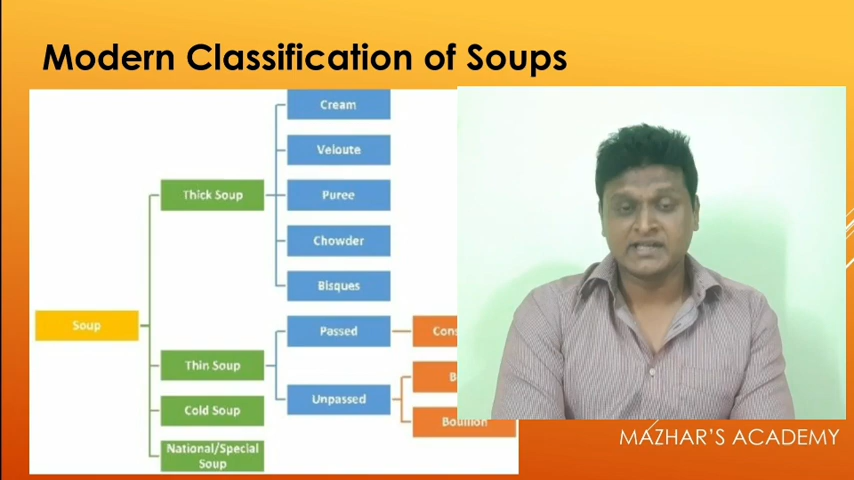 Modern Classification of Soups
Cream
Veloute
Thick Soup
Puree
Chowder
Bisques
Soup
Passed
Thin Soup
Unpassed
Cold Soup
Bouillon
National/Special
Soup
MAZHAR'S ACADEMY